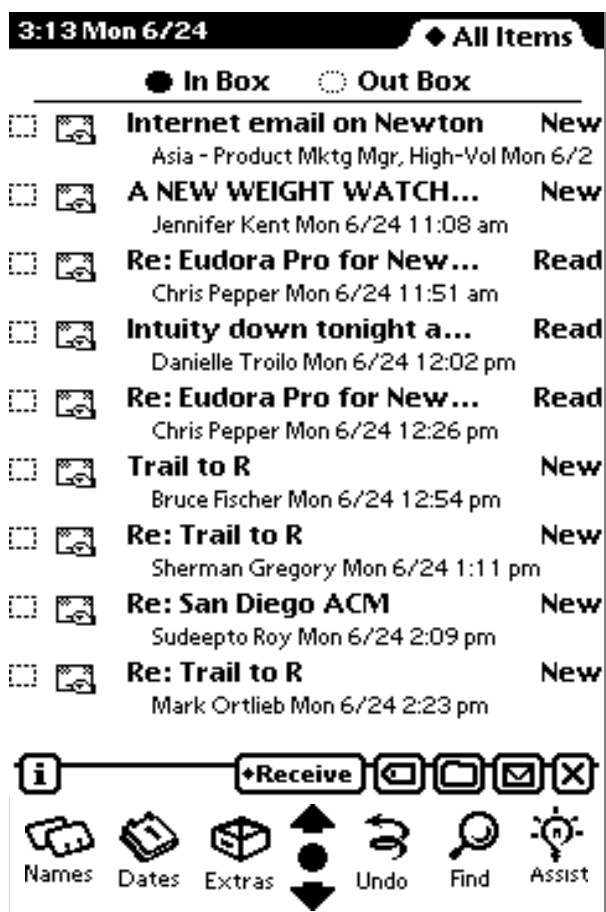 3:13 Mon 6/24 ◆ All Items
In Box Out Box
Internet email on Newton New
Asia - Product Mktg Mgr, High-Vol Mon 6/2
A NEW WEIGHT WATCH... New
Jennifer Kent Mon 6/24 11:08 am
Re: Eudora Pro for New... Read
Chris Pepper Mon 6/24 11:51 am
Intuity down tonight a... Read
Danielle Troilo Mon 6/24 12:02 pm
Re: Eudora Pro for New... Read
Chris Pepper Mon 6/24 12:26 pm
Trail to R New
Bruce Fischer Mon 6/24 12:54 pm
Re: Trail to R New
Sherman Gregory Mon 6/24 1:11 pm
Re: San Diego ACM New
Sudeepto Roy Mon 6/24 2:09 pm
Re: Trail to R New
Mark Ortlieb Mon 6/24 2:23 pm
i ◆Receive X
Names Dates Extras Undo Find Assist